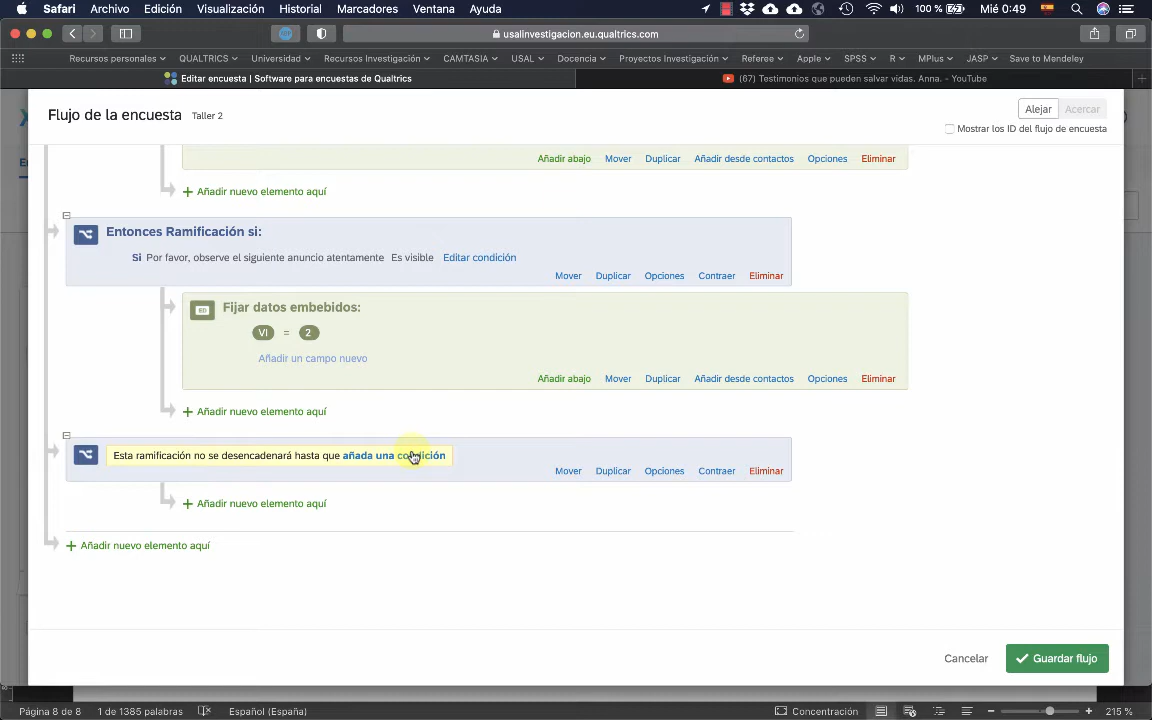 Safari Archivo Edición Visualización Historial Marcadores Ventana Ayuda 100 % Mié 0:49
usalinvestigacion.eu.qualtrics.com
Recursos personales QUALTRICS Universidad Recursos Investigación CAMTASIA USAL Docencia Proyectos Investigación Referee Apple SPSS R MPlus JASP Save to Mendeley
Editar encuesta | Software para encuestas de Qualtrics
(67) Testimonios que pueden salvar vidas. Anna. - YouTube
Flujo de la encuesta Taller 2
Alejar Acercar
Mostrar los ID del flujo de encuesta
Añadir abajo Mover Duplicar Añadir desde contactos Opciones Eliminar
+ Añadir nuevo elemento aquí
Entonces Ramificación si:
Si Por favor, observe el siguiente anuncio atentamente Es visible Editar condición
Mover Duplicar Opciones Contraer Eliminar
ED Fijar datos embebidos:
VI = 2
Añadir un campo nuevo
Añadir abajo Mover Duplicar Añadir desde contactos Opciones Eliminar
+ Añadir nuevo elemento aquí
Esta ramificación no se desencadenará hasta que añada una condición
Mover Duplicar Opciones Contraer Eliminar
+ Añadir nuevo elemento aquí
+ Añadir nuevo elemento aquí
Cancelar Guardar flujo
Página 8 de 8 1 de 1385 palabras Español (España) Concentración 215 %